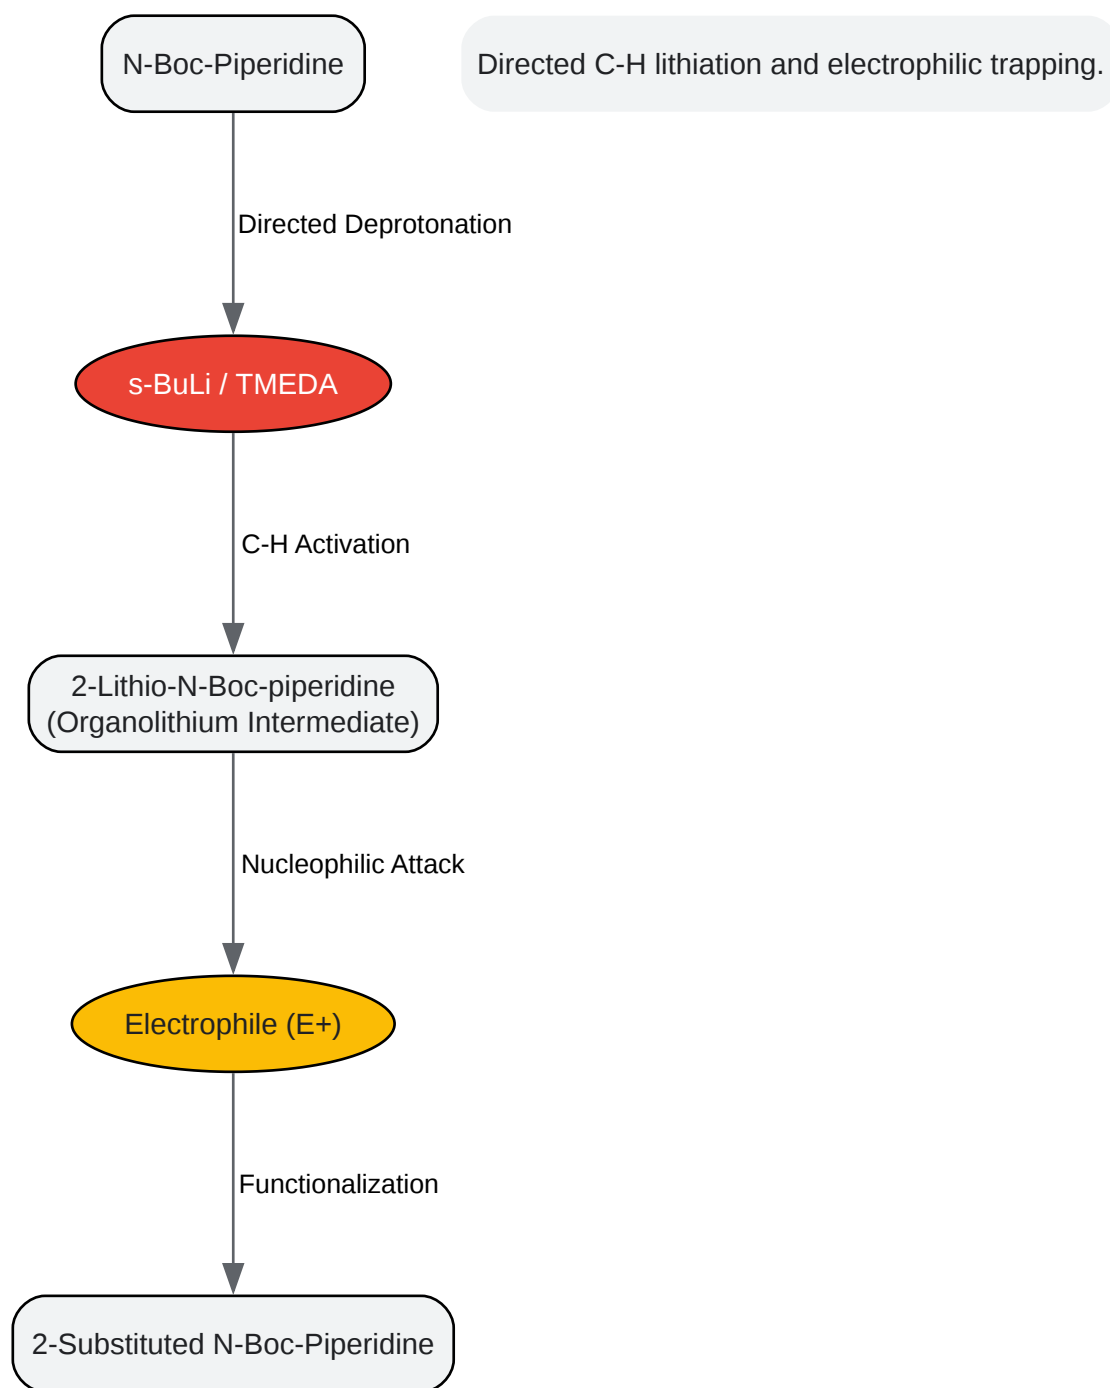 N-Boc-Piperidine
Directed C-H lithiation and electrophilic trapping.
Directed Deprotonation
s-BuLi / TMEDA
C-H Activation
2-Lithio-N-Boc-piperidine
(Organolithium Intermediate)
Nucleophilic Attack
Electrophile (E+)
Functionalization
2-Substituted N-Boc-Piperidine